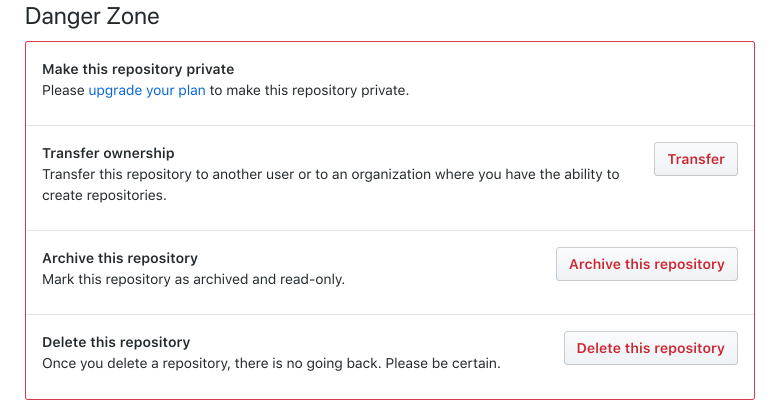 Danger Zone
Make this repository private
Please upgrade your plan to make this repository private.
Transfer ownership
Transfer this repository to another user or to an organization where you have the ability to
create repositories.
Transfer
Archive this repository
Mark this repository as archived and read-only.
Archive this repository
Delete this repository
Once you delete a repository, there is no going back. Please be certain.
Delete this repository